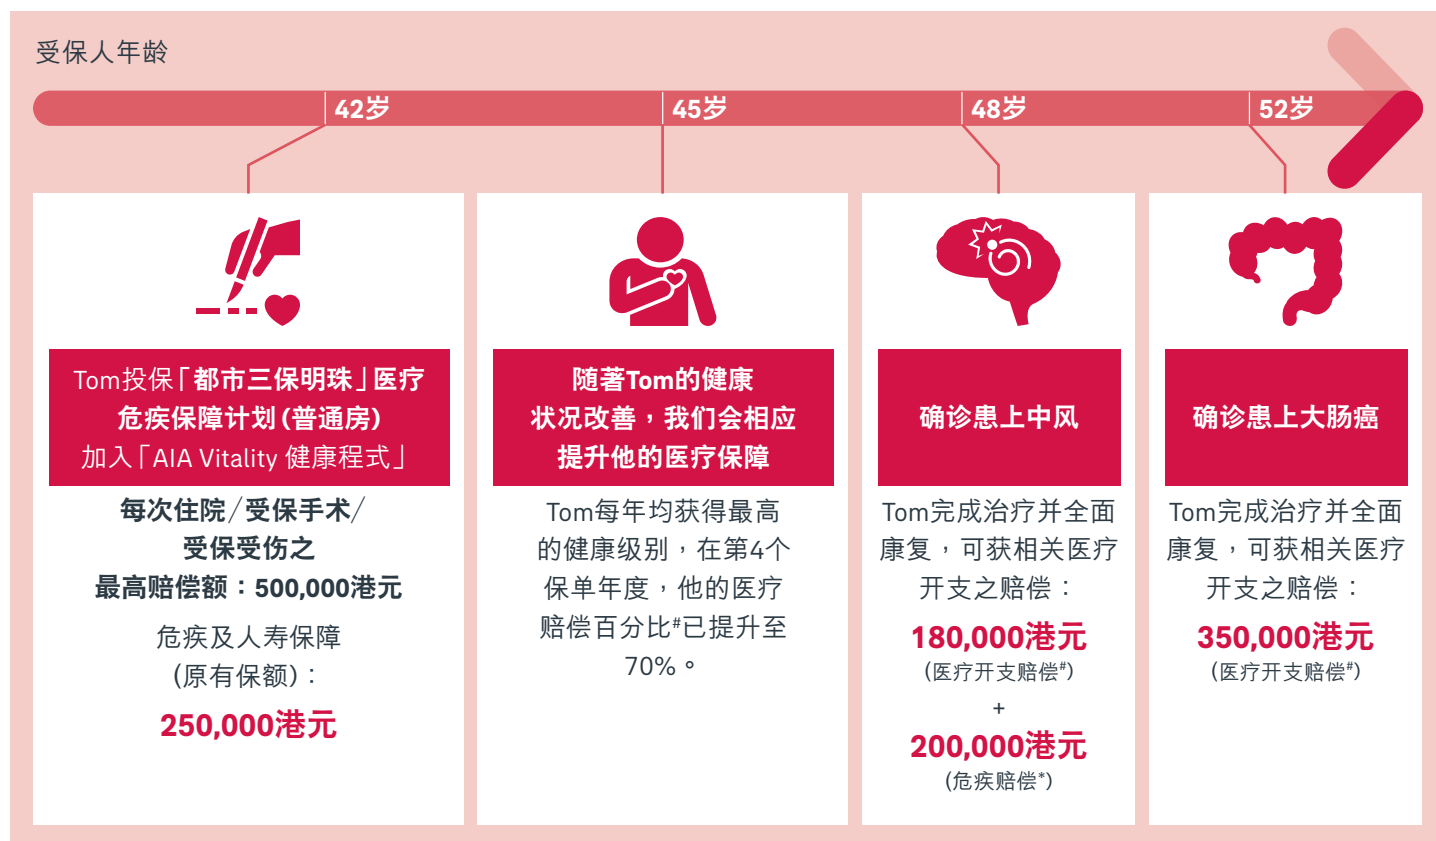 受保人年龄
42岁
45岁
48岁
52岁
Tom投保「都市三保明珠」医疗
危疾保障计划(普通房)
加入「AIA Vitality 健康程式」
每次住院/受保手术/
受保受伤之
最高赔偿额：500,000港元
危疾及人寿保障
(原有保额)：
250,000港元
随著Tom的健康
状况改善，我们会相应
提升他的医疗保障
Tom每年均获得最高
的健康级别，在第4个
保单年度，他的医疗
赔偿百分比#已提升至
70%。
确诊患上中风
Tom完成治疗并全面
康复，可获相关医疗
开支之赔偿：
180,000港元
(医疗开支赔偿#)
+
200,000港元
(危疾赔偿*)
确诊患上大肠癌
Tom完成治疗并全面
康复，可获相关医疗
开支之赔偿：
350,000港元
(医疗开支赔偿#)